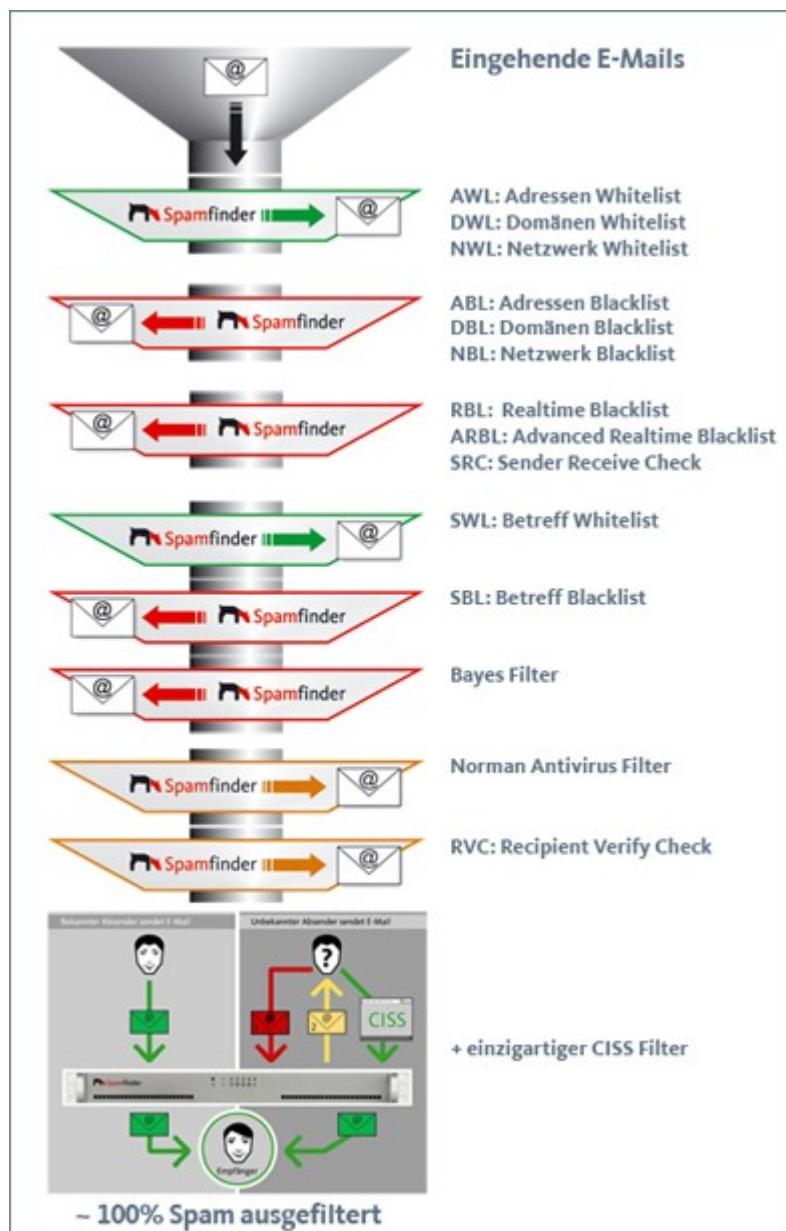 @
Eingehende E-Mails
Spamfinder
@
AWL: Adressen Whitelist
DWL: Domänen Whitelist
NWL: Netzwerk Whitelist
@
Spamfinder
ABL: Adressen Blacklist
DBL: Domänen Blacklist
NBL: Netzwerk Blacklist
@
Spamfinder
RBL: Realtime Blacklist
ARBL: Advanced Realtime Blacklist
SRC: Sender Receive Check
Spamfinder
@
SWL: Betreff Whitelist
@
Spamfinder
SBL: Betreff Blacklist
@
Spamfinder
Bayes Filter
Spamfinder
@
Norman Antivirus Filter
Spamfinder
@
RVC: Recipient Verify Check
Bekannter Absender sendet E-Mail
Unbekannter Absender sendet E-Mail
?
@
@
@
2
CISS
+ einzigartiger CISS Filter
Spamfinder
@
@
Empfänger
~ 100% Spam ausgefiltert